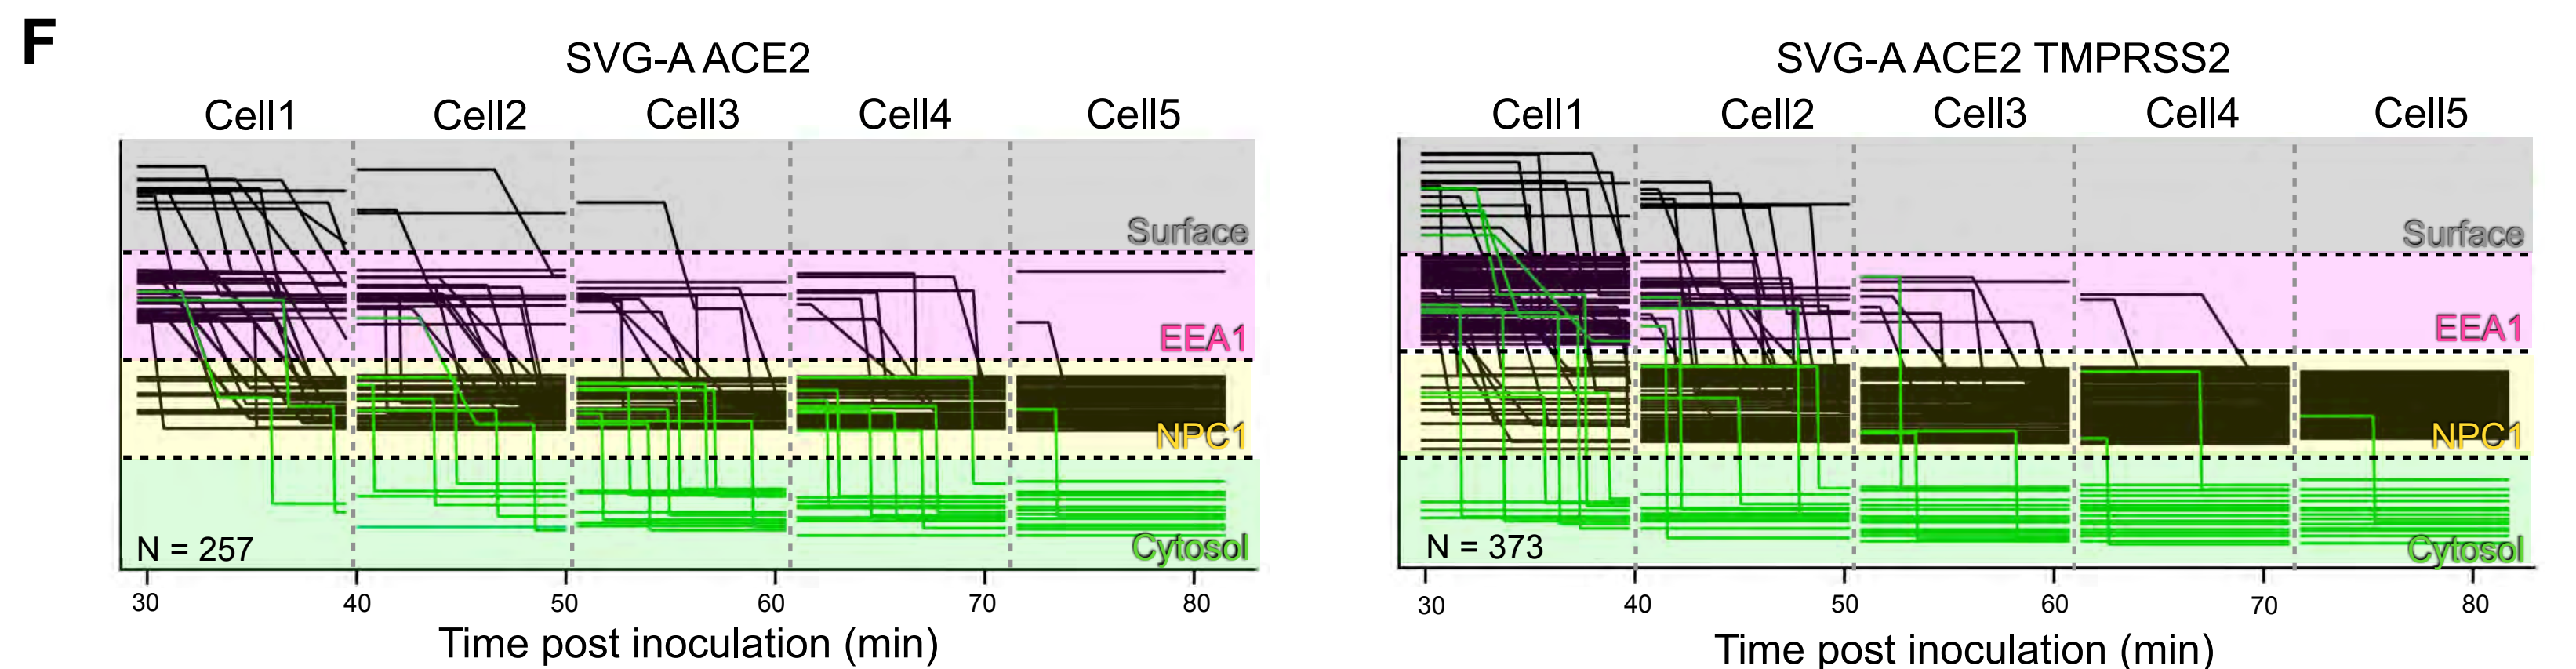 F
SVG-A ACE2
Cell1 Cell2 Cell3 Cell4 Cell5
Surface
EEA1
NPC1
Cytosol
N = 257
30 40 50 60 70 80
Time post inoculation (min)
SVG-A ACE2 TMPRSS2
Cell1 Cell2 Cell3 Cell4 Cell5
Surface
EEA1
NPC1
Cytosol
N = 373
30 40 50 60 70 80
Time post inoculation (min)